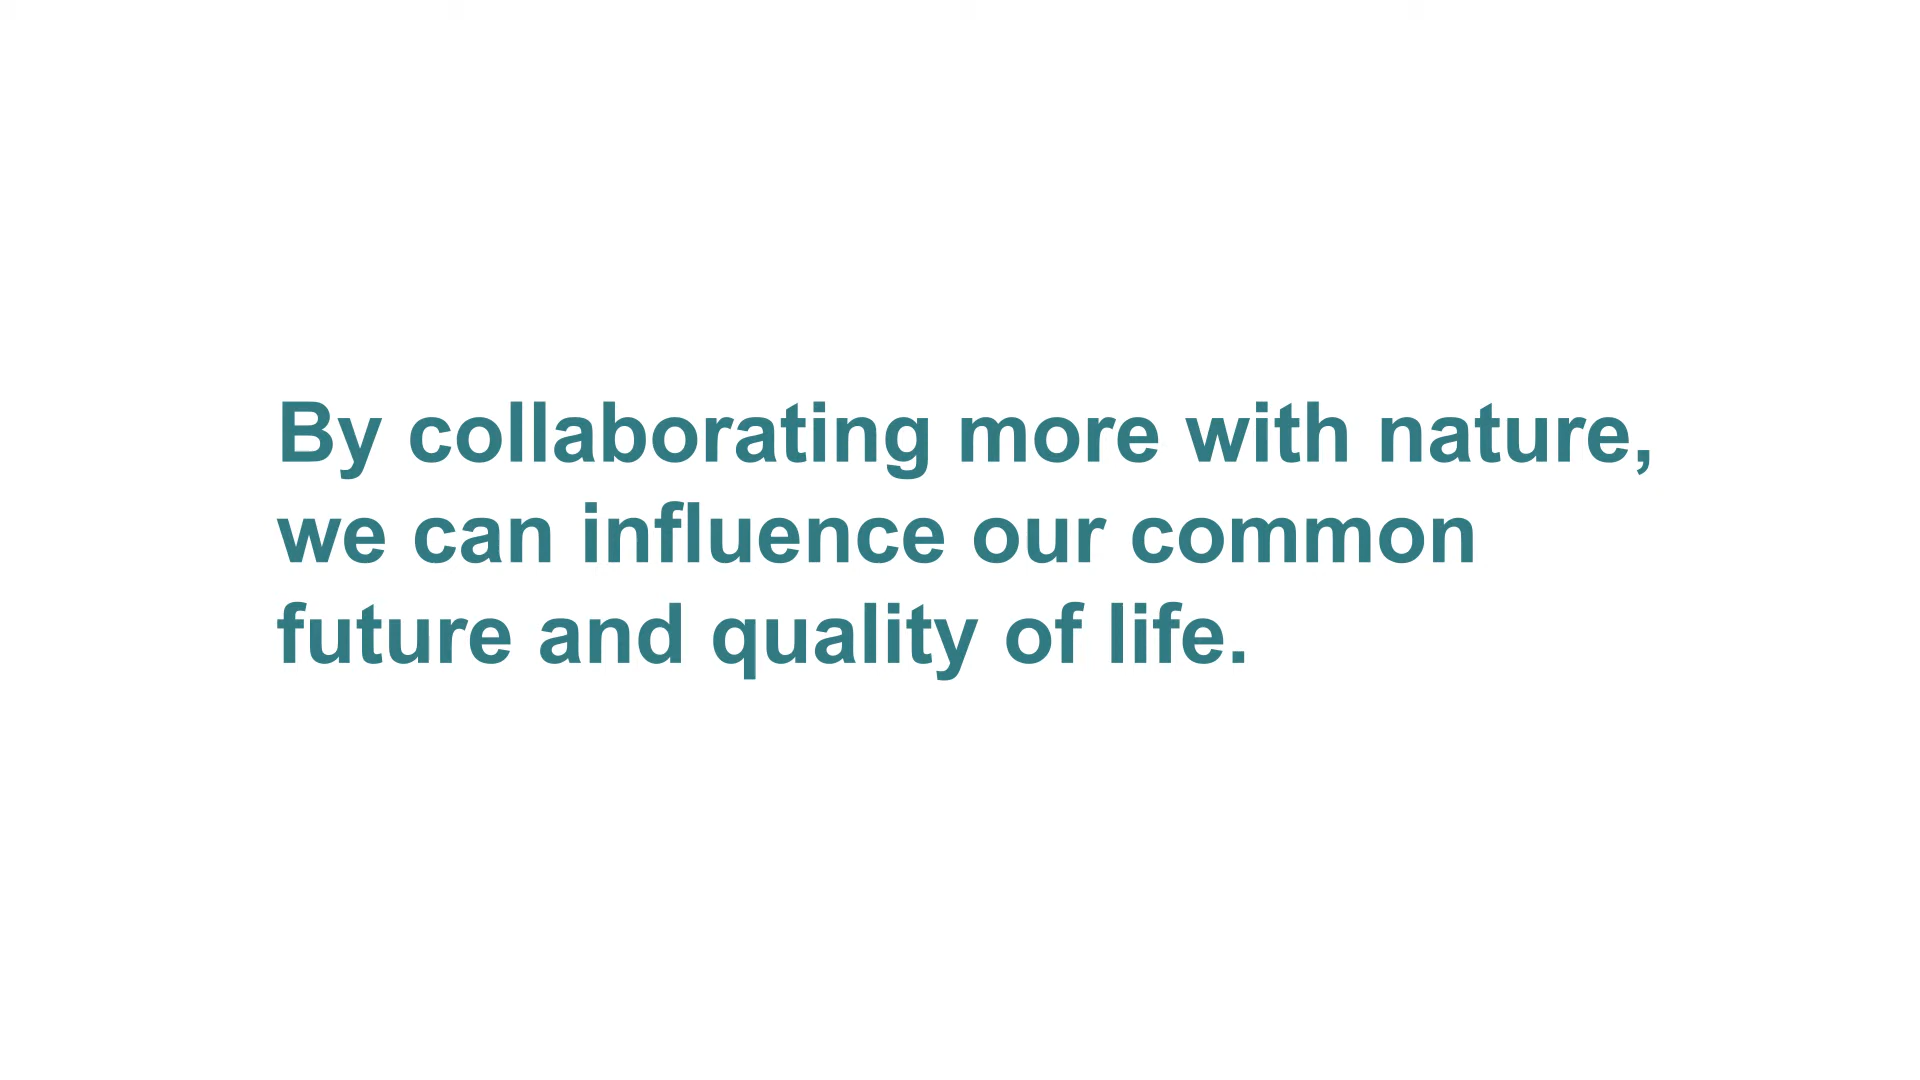 By collaborating more with nature,
we can influence our common
future and quality of life.